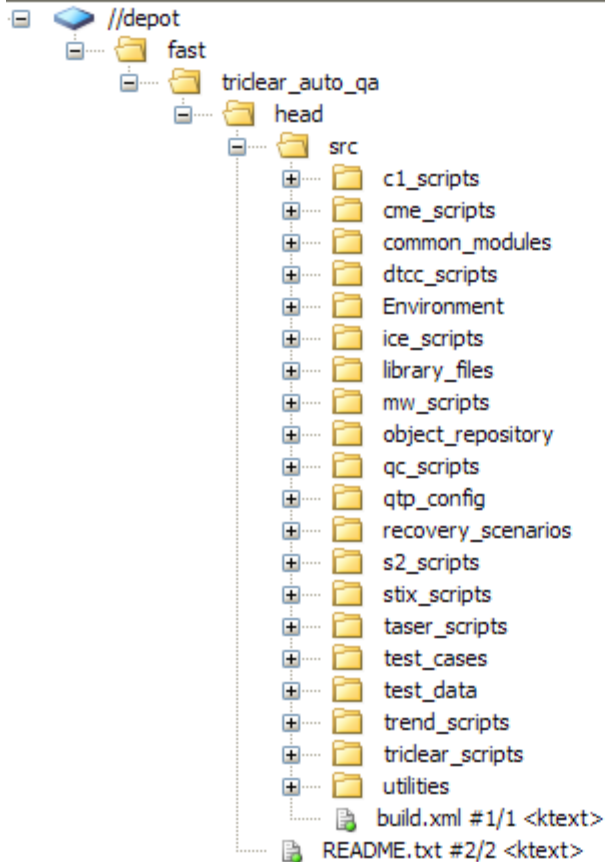 //depot
fast
triclear_auto_qa
head
src
c1_scripts
cme_scripts
common_modules
dtcc_scripts
Environment
ice_scripts
library_files
mw_scripts
object_repository
qc_scripts
qtp_config
recovery_scenarios
s2_scripts
stix_scripts
taser_scripts
test_cases
test_data
trend_scripts
triclear_scripts
utilities
build.xml #1/1 <ktext>
README.txt #2/2 <ktext>